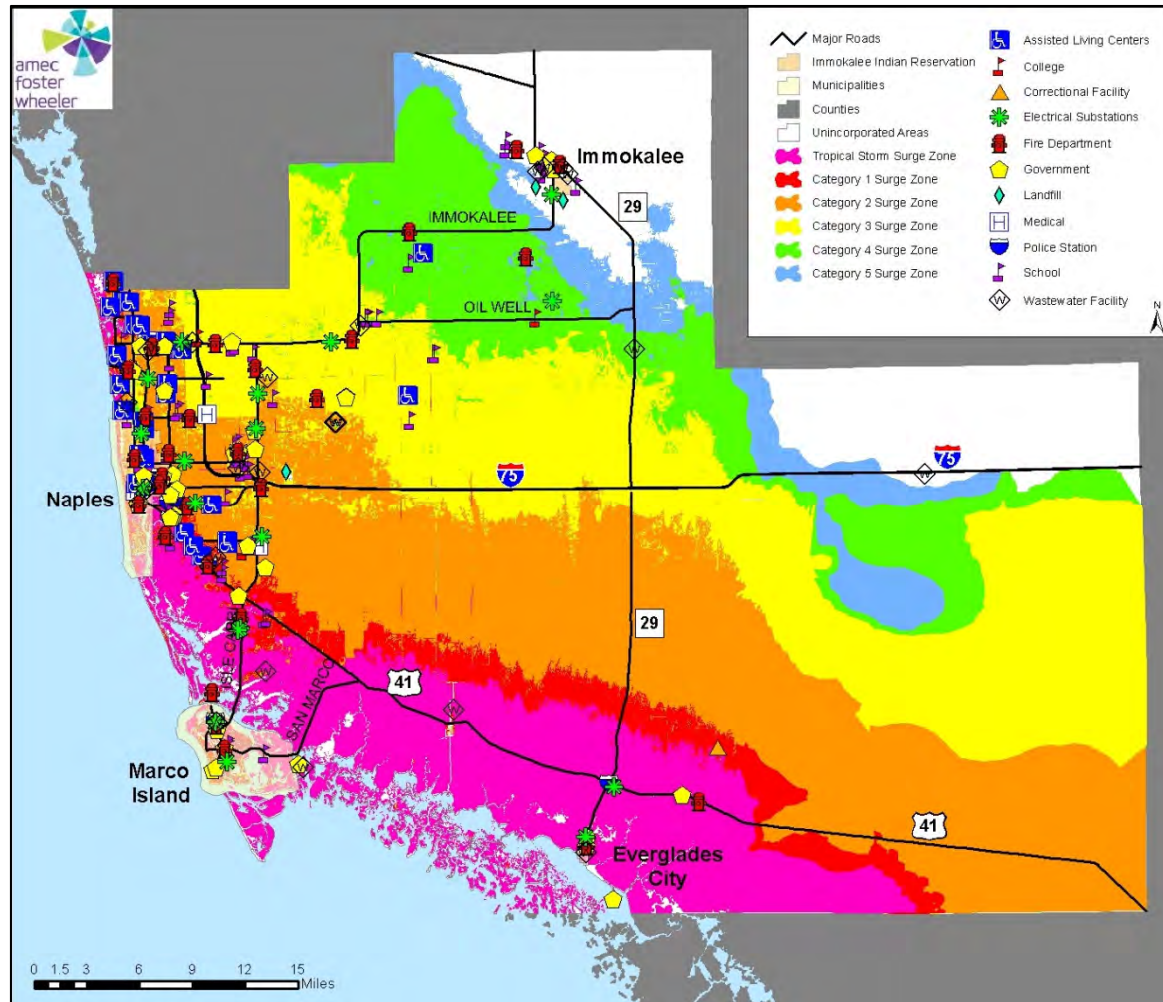 amec
foster
wheeler
Major Roads
Immokalee Indian Reservation
Municipalities
Counties
Unincorporated Areas
Tropical Storm Surge Zone
Category 1 Surge Zone
Category 2 Surge Zone
Category 3 Surge Zone
Category 4 Surge Zone
Category 5 Surge Zone
Assisted Living Centers
College
Correctional Facility
Electrical Substations
Fire Department
Government
Landfill
H
Medical
Police Station
School
W
Wastewater Facility
N
Immokalee
29
IMMOKALEE
OIL WELL
W
H
W
W
75
75
W
Naples
29
W
SAN MARCO
41
W
Marco
Island
W
41
Everglades
City
0 1.5 3 6 9 12 15
Miles